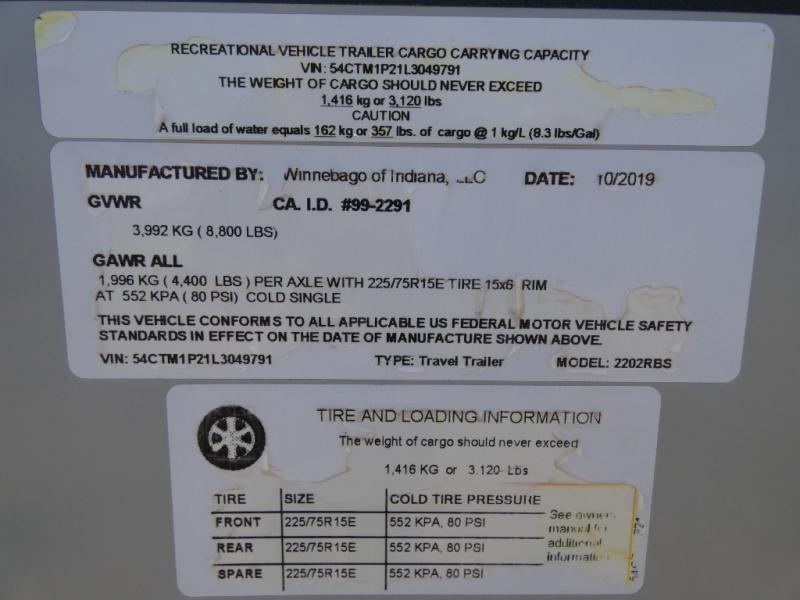 RECREATIONAL VEHICLE TRAILER CARGO CARRYING CAPACITY
VIN: 54CTM1P21L3049791
THE WEIGHT OF CARGO SHOULD NEVER EXCEED
1,416 kg or 3,120 lbs
CAUTION
A full load of water equals 162 kg or 357 lbs. of cargo @ 1 kg/L (8.3 lbs/Gal)
MANUFACTURED BY: Winnebago of Indiana, LLC DATE: 10/2019
GVWR CA. I.D. #99-2291
3,992 KG ( 8,800 LBS)
GAWR ALL
1,996 KG ( 4,400 LBS ) PER AXLE WITH 225/75R15E TIRE 15x6 RIM
AT 552 KPA ( 80 PSI) COLD SINGLE
THIS VEHICLE CONFORMS TO ALL APPLICABLE US FEDERAL MOTOR VEHICLE SAFETY
STANDARDS IN EFFECT ON THE DATE OF MANUFACTURE SHOWN ABOVE.
VIN: 54CTM1P21L3049791 TYPE: Travel Trailer MODEL: 2202RBS
TIRE AND LOADING INFORMATION
The weight of cargo should never exceed
1,416 KG or 3.120 Lbs
TIRE SIZE COLD TIRE PRESSURE
FRONT 225/75R15E 552 KPA, 80 PSI
REAR 225/75R15E 552 KPA, 80 PSI
SPARE 225/75R15E 552 KPA, 80 PSI
See owners
manual for
additional
information